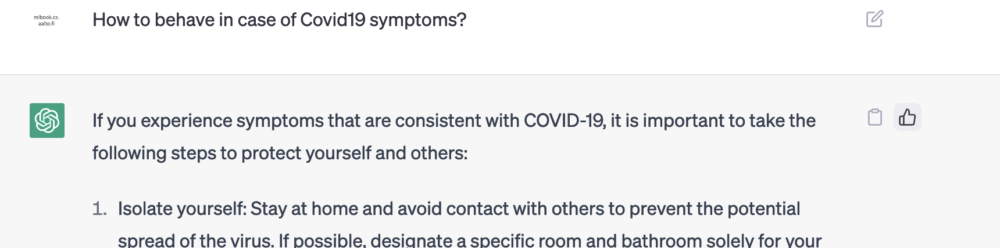 mlbook.cs.
aalto.fi
How to behave in case of Covid19 symptoms?
If you experience symptoms that are consistent with COVID-19, it is important to take the
following steps to protect yourself and others:
1. Isolate yourself: Stay at home and avoid contact with others to prevent the potential
spread of the virus. If possible, designate a specific room and bathroom solely for your